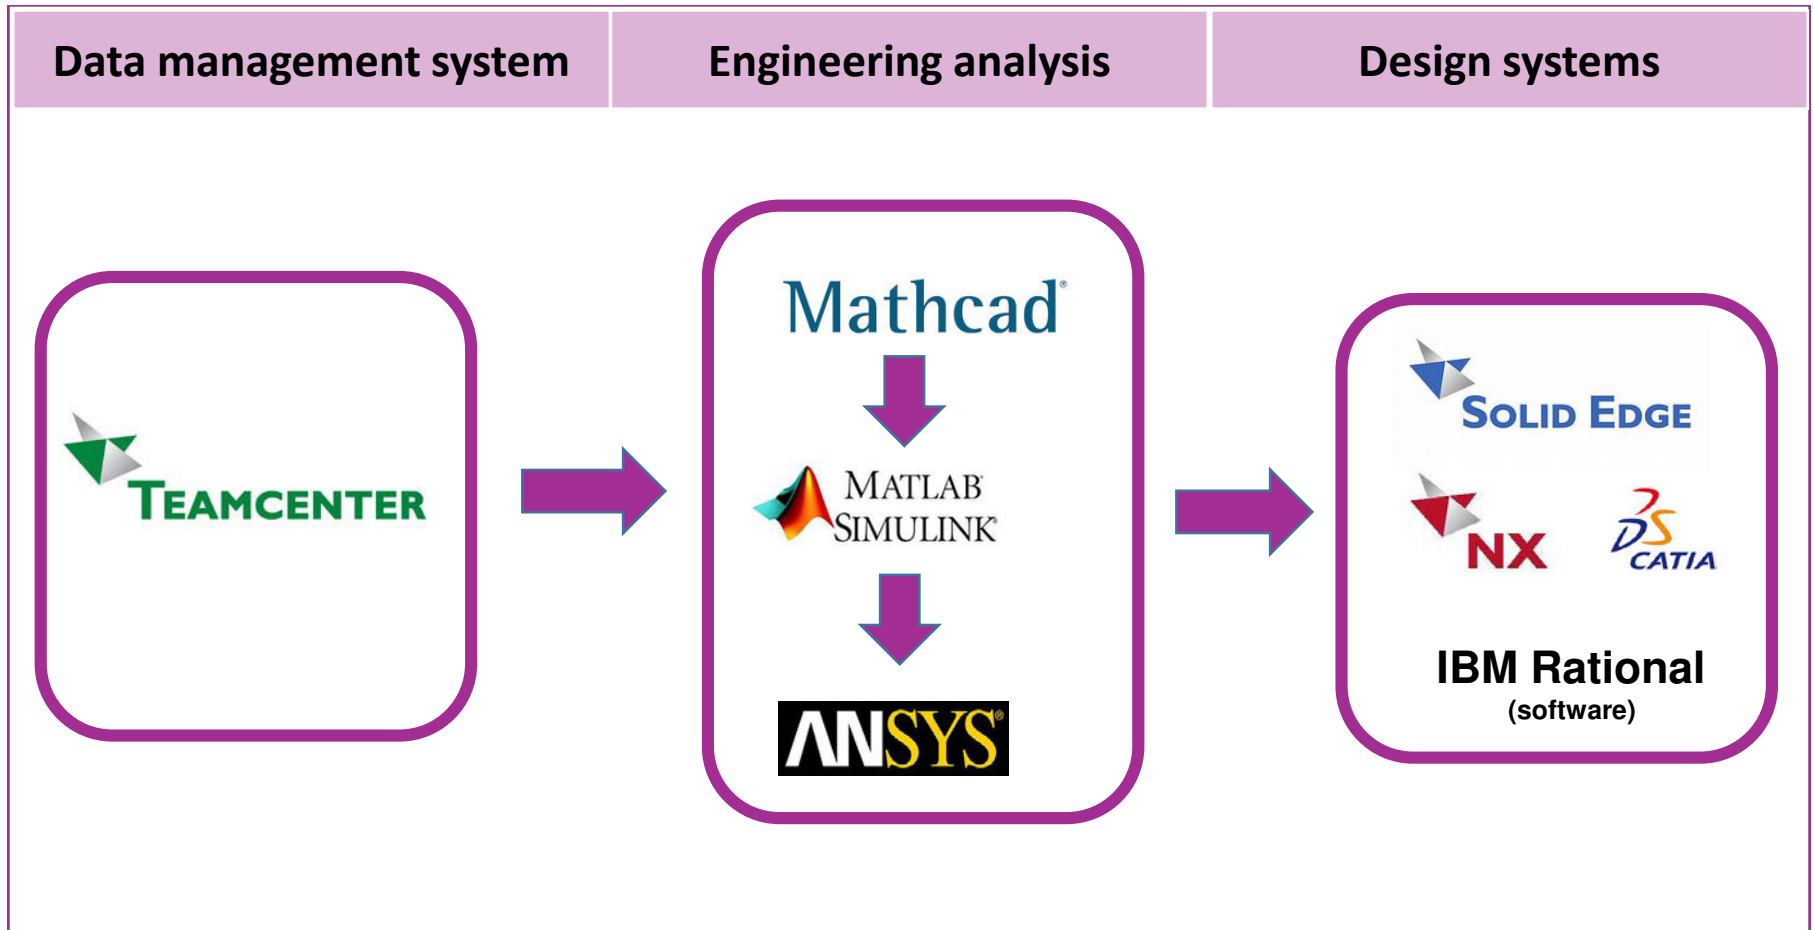 Data management system
Engineering analysis
Design systems
TEAMCENTER
Mathcad®
MATLAB®
SIMULINK®
ANSYS®
SOLID EDGE
NX
DS
CATIA
IBM Rational
(software)